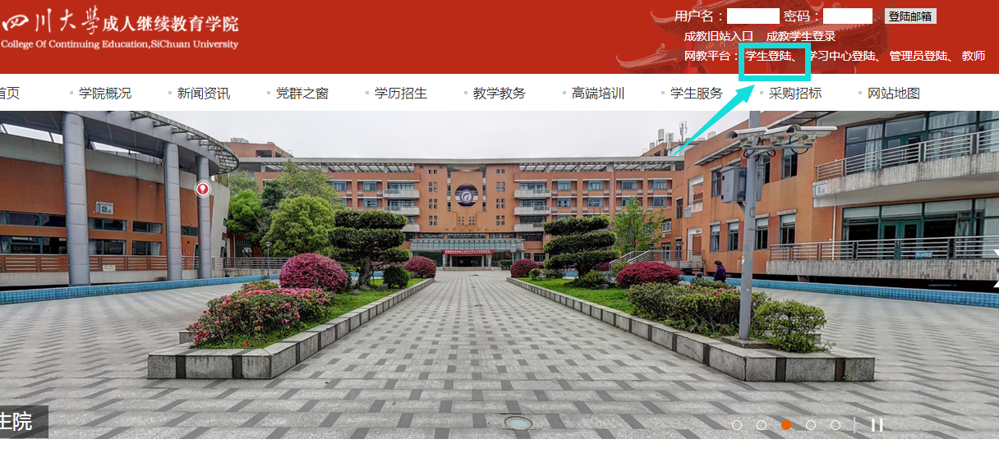 四川大学成人继续教育学院
College Of Continuing Education,SiChuan University
用户名： 密码： 登陆邮箱
成教旧站入口 成教学生登录
网教平台： 学生登陆、 学习中心登陆、 管理员登陆、 教师
首页 学院概况 新闻资讯 党群之窗 学历招生 教学教务 高端培训 学生服务 采购招标 网站地图
生院